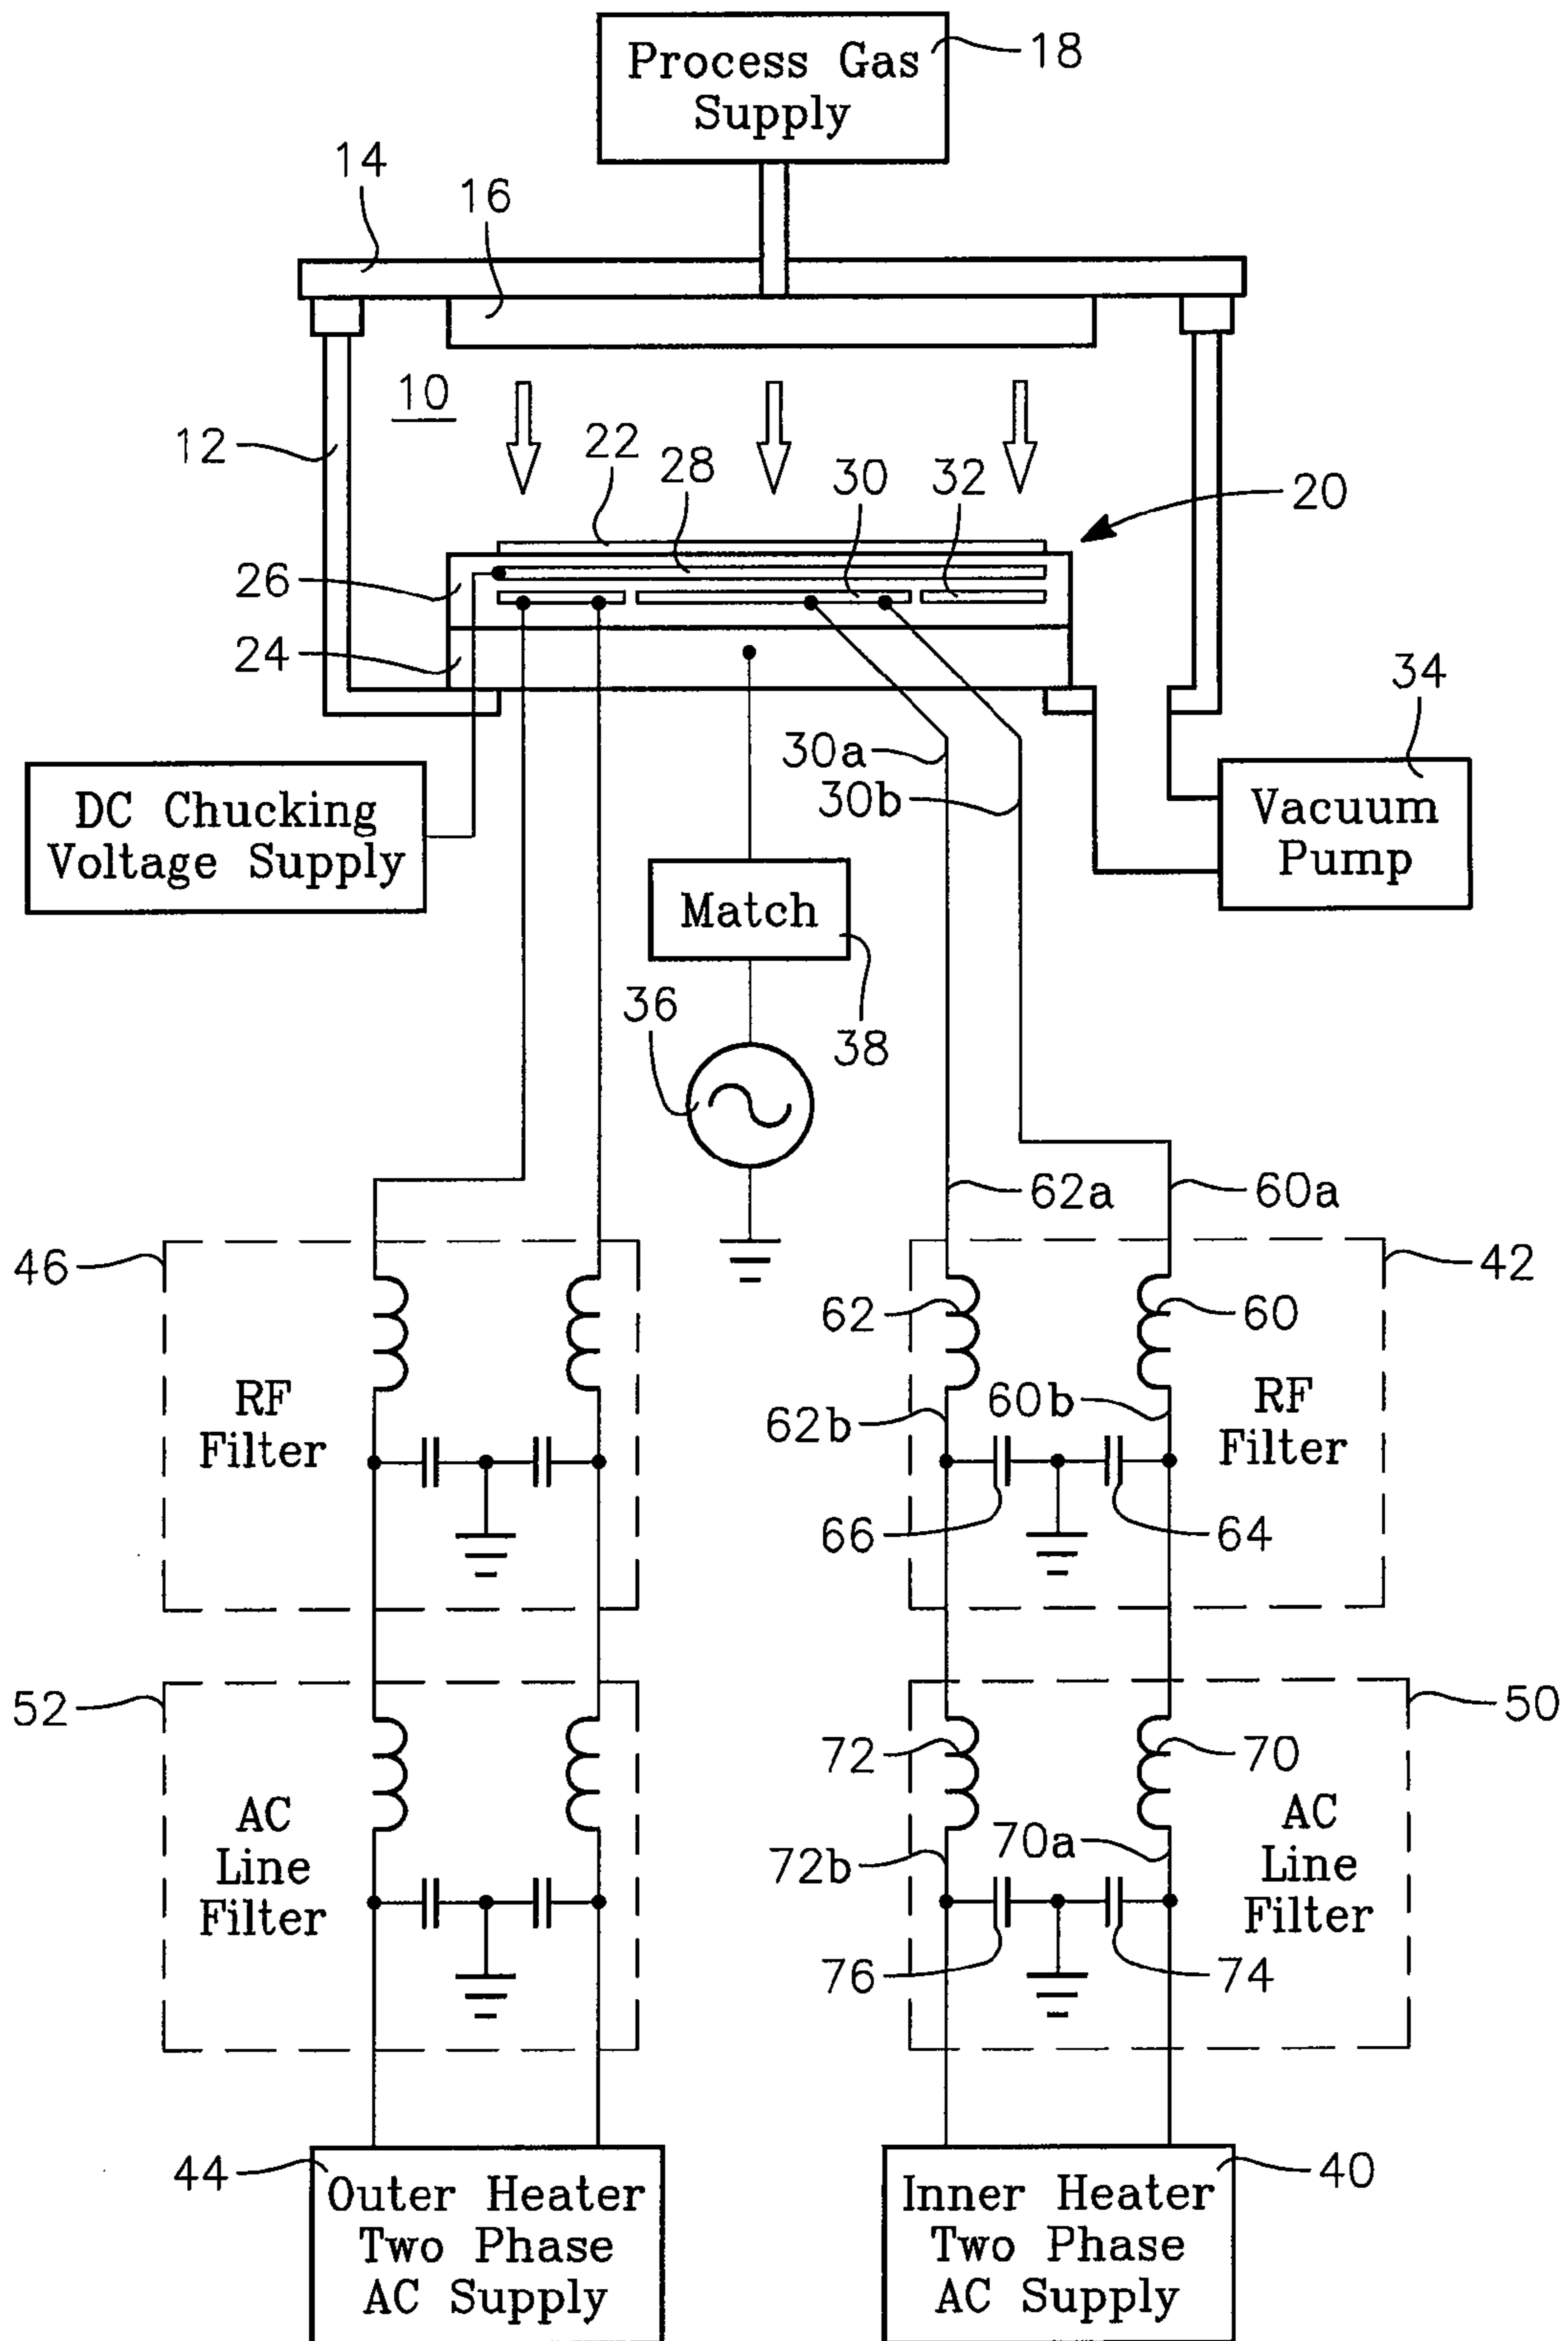 Process Gas
Supply
18
14
16
10
12
22
28
30
32
20
26
24
34
30a
30b
DC Chucking
Voltage Supply
Vacuum
Pump
Match
36
38
62a
60a
46
42
62
60
RF
Filter
62b
60b
RF
Filter
66
64
52
50
72
70
AC
Line
Filter
72b
70a
AC
Line
Filter
76
74
44
Outer Heater
Two Phase
AC Supply
Inner Heater
Two Phase
AC Supply
40